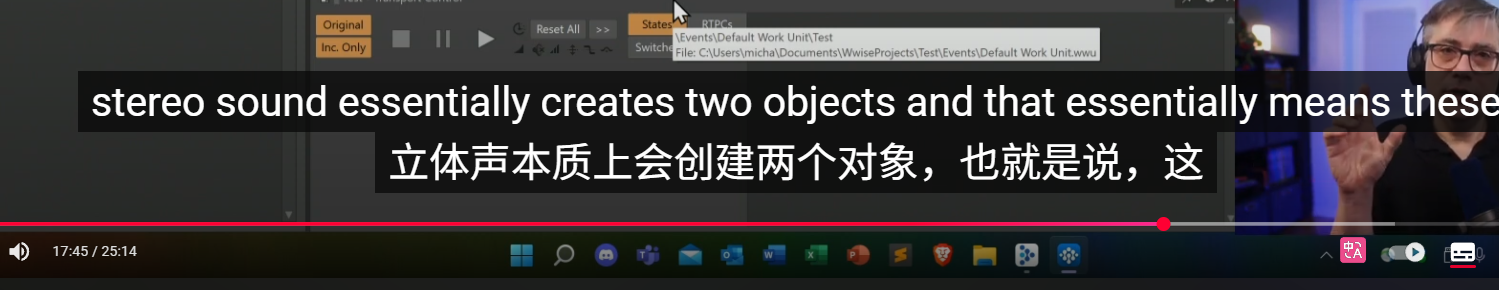 Original
Inc. Only
Reset All
>>
States
RTPCs
\Events\Default Work Unit\Test
File: C:\Users\micha\Documents\WwiseProjects\Test\Events\Default Work Unit.wwu
stereo sound essentially creates two objects and that essentially means these
立体声本质上会创建两个对象，也就是说，这
17:45 / 25:14